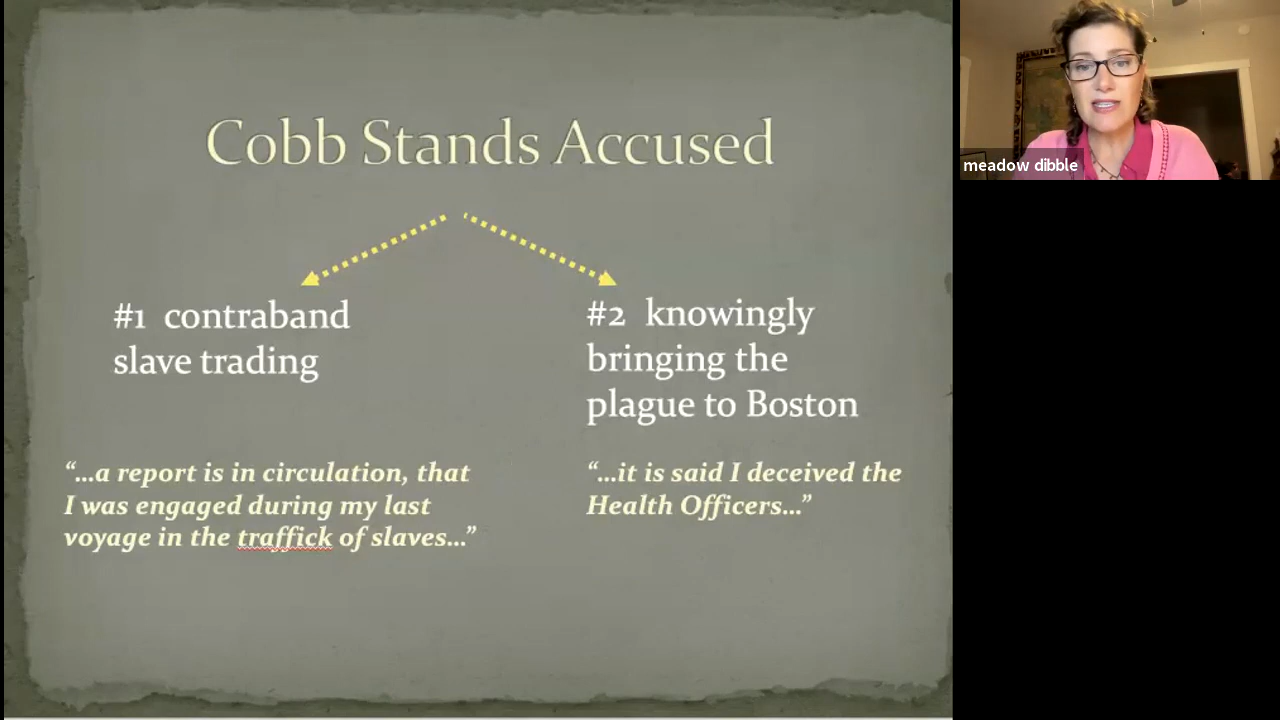 Cobb Stands Accused
#1 contraband
slave trading
#2 knowingly
bringing the
plague to Boston
“...a report is in circulation, that
I was engaged during my last
voyage in the traffick of slaves...”
“...it is said I deceived the
Health Officers...”
meadow dibble